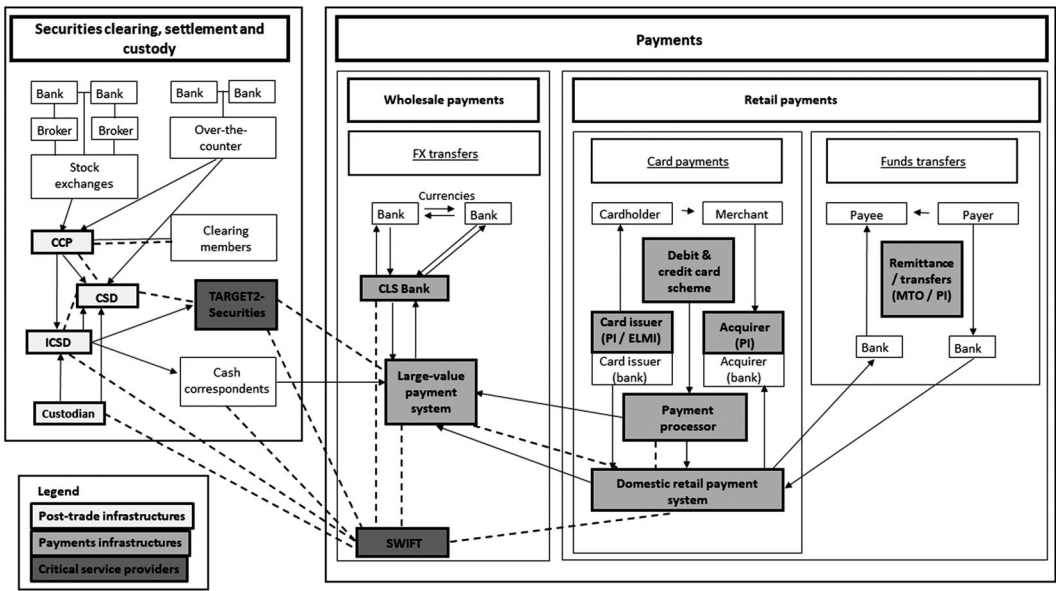 Securities clearing, settlement and
custody
Bank
Bank
Bank
Bank
Broker
Broker
Over-the-
counter
Stock
exchanges
CCP
Clearing
members
CSD
TARGET2-
Securities
ICSD
Cash
correspondents
Custodian
Legend
Post-trade infrastructures
Payments infrastructures
Critical service providers
Payments
Wholesale payments
FX transfers
Currencies
Bank
Bank
CLS Bank
Large-value
payment
system
SWIFT
Retail payments
Card payments
Cardholder
Merchant
Debit &
credit card
scheme
Card issuer
(PI / ELMI)
Card issuer
(bank)
Acquirer
(PI)
Acquirer
(bank)
Payment
processor
Domestic retail payment
system
Funds transfers
Payee
Payer
Remittance
/ transfers
(MTO / PI)
Bank
Bank